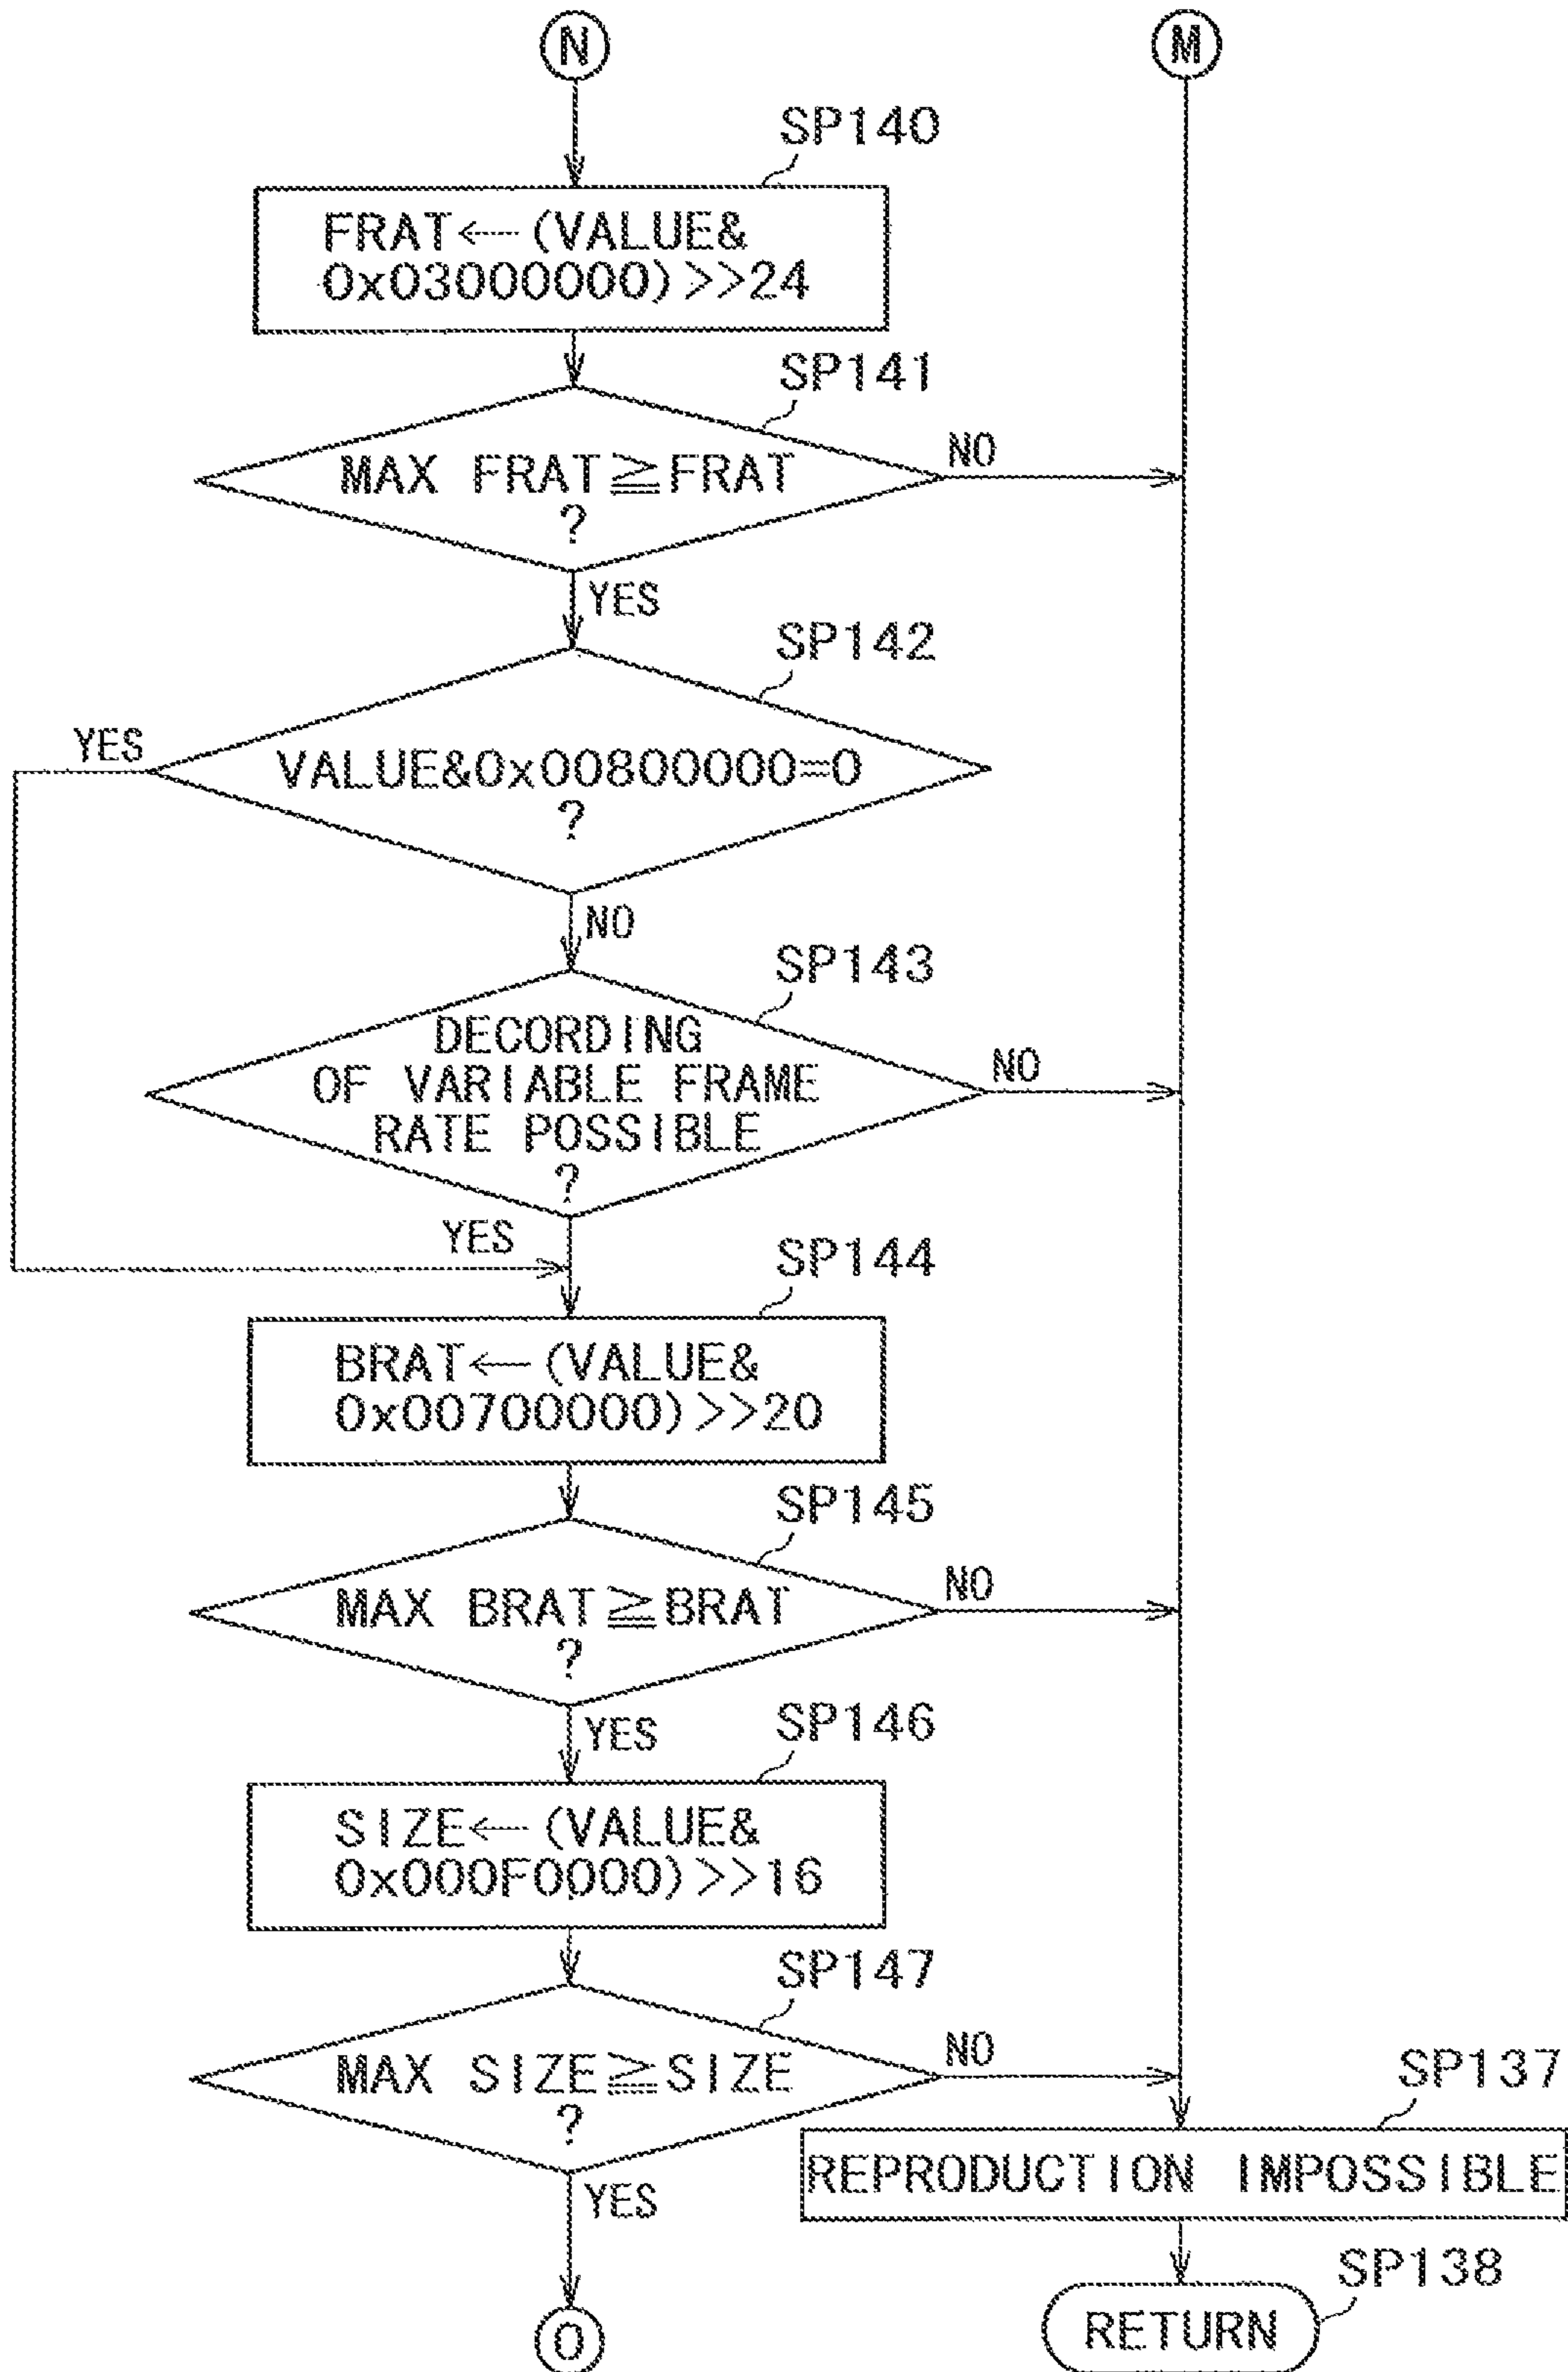 N
M
SP140
FRAT←(VALUE&
0x03000000)>>24
SP141
MAX FRAT≧FRAT
?
NO
YES
SP142
YES
VALUE&0x00800000=0
?
NO
SP143
DECORDING
OF VARIABLE FRAME
RATE POSSIBLE
?
NO
YES
SP144
BRAT←(VALUE&
0x00700000)>>20
SP145
MAX BRAT≧BRAT
?
NO
YES
SP146
SIZE←(VALUE&
0x000F0000)>>16
SP147
MAX SIZE≧SIZE
?
NO
YES
SP137
REPRODUCTION IMPOSSIBLE
SP138
RETURN
O